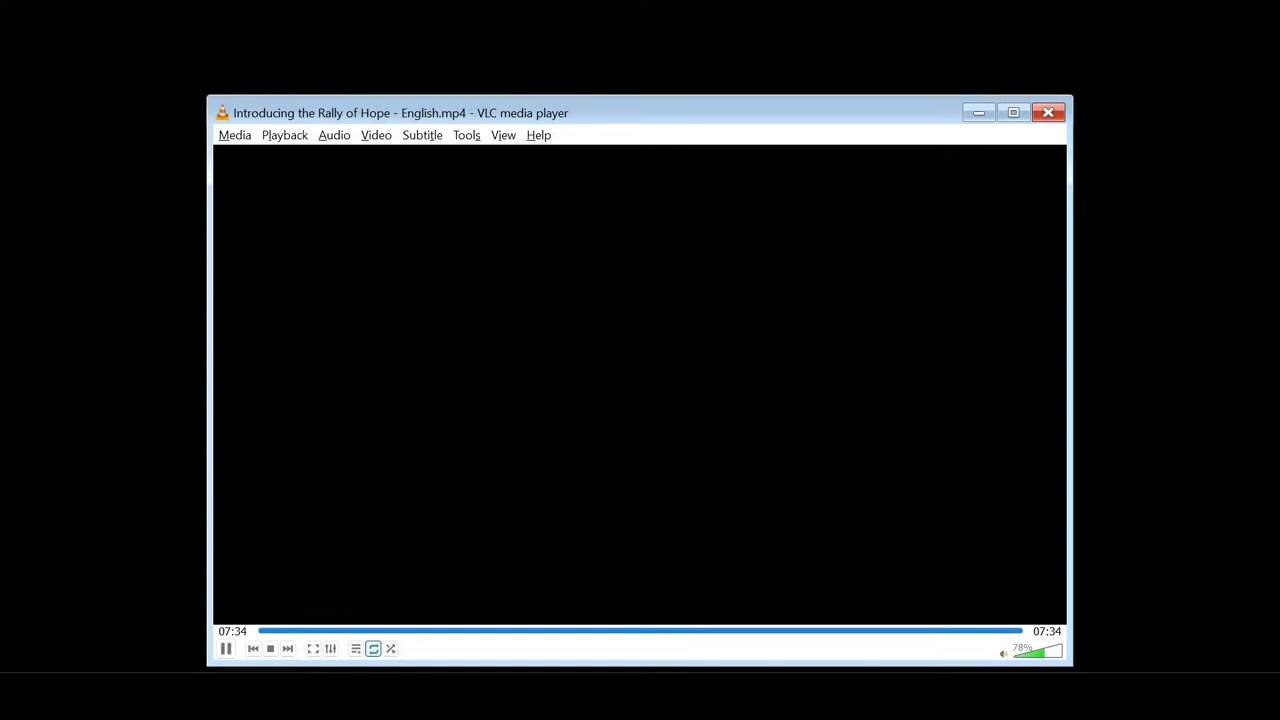 Introducing the Rally of Hope - English.mp4 - VLC media player
Media Playback Audio Video Subtitle Tools View Help
07:34 07:34
78%